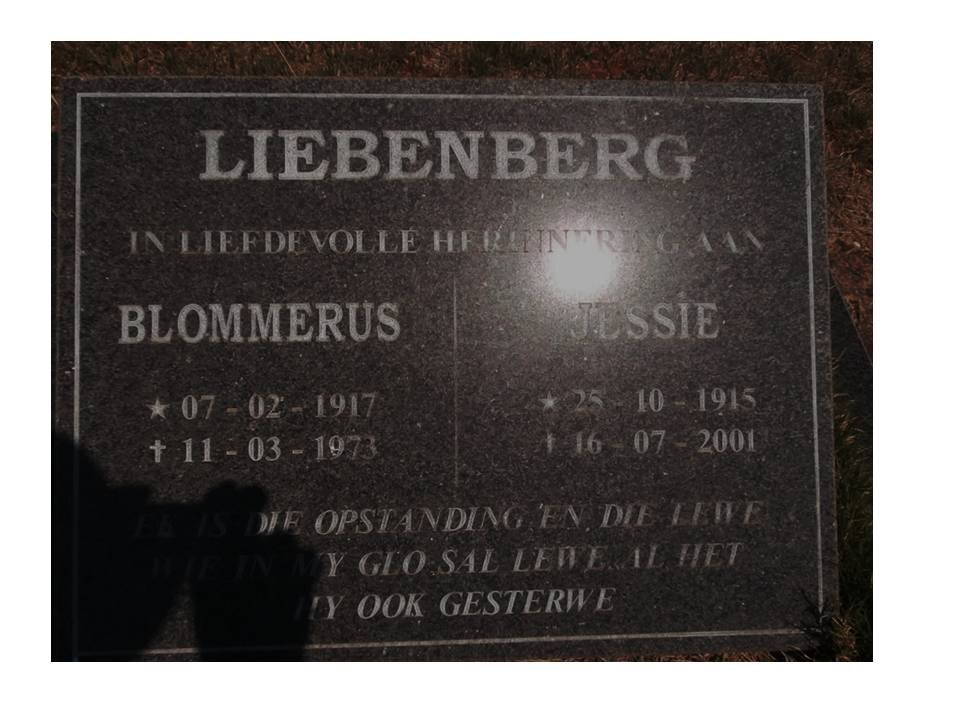 LIEBENBERG
IN LIEFDEVOLLE HERINNERING AAN
BLOMMERUS
★ 07 - 02 - 1917
✝ 11 - 03 - 1973
JESSIE
★ 25 - 10 - 1915
✝ 16 - 07 - 2001
EK IS DIE OPSTANDING EN DIE LEWE
WIE IN MY GLO SAL LEWE AL HET
HY OOK GESTERWE